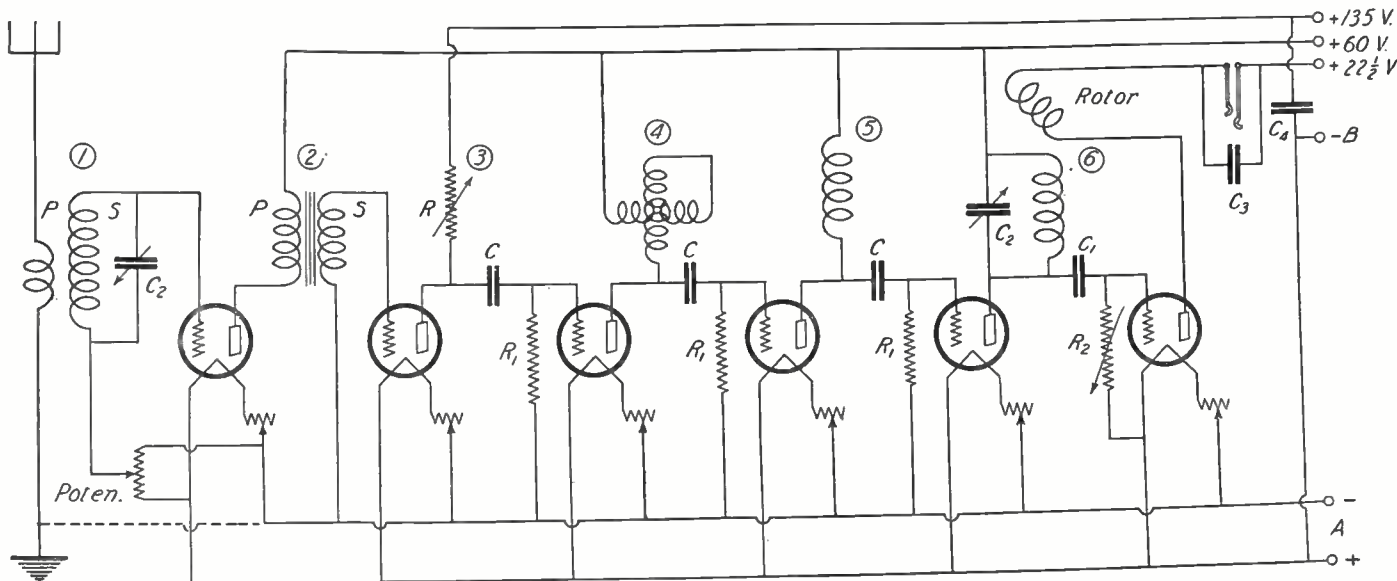 +135 V.
+60 V.
+22½ V
Rotor
C4
-B
1
2
3
4
5
6
C3
P
S
C2
P
S
R
C
C
C
C2
C1
R1
R1
R1
R2
Poten.
-
A
+